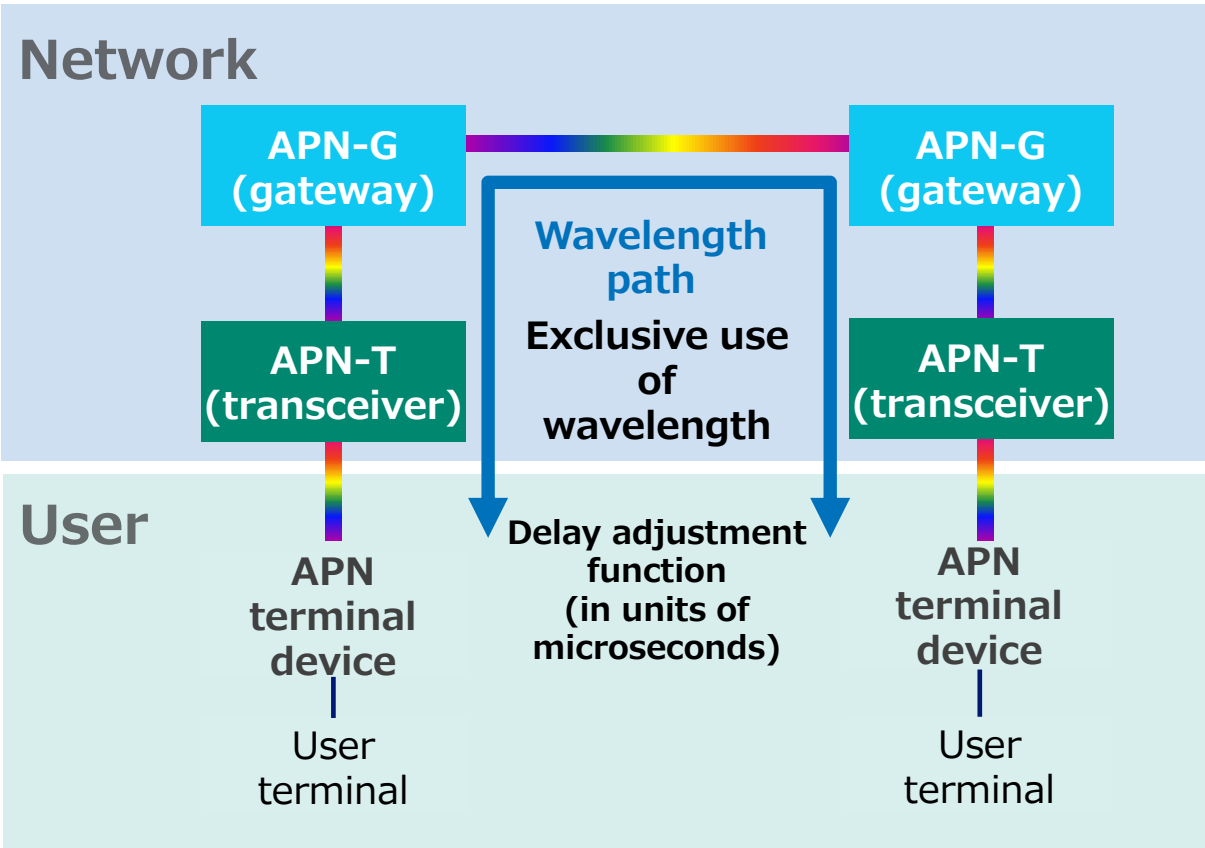 Network
APN-G
(gateway)
APN-G
(gateway)
Wavelength
path
Exclusive use
of
wavelength
APN-T
(transceiver)
APN-T
(transceiver)
User
Delay adjustment
function
(in units of
microseconds)
APN
terminal
device
APN
terminal
device
User
terminal
User
terminal